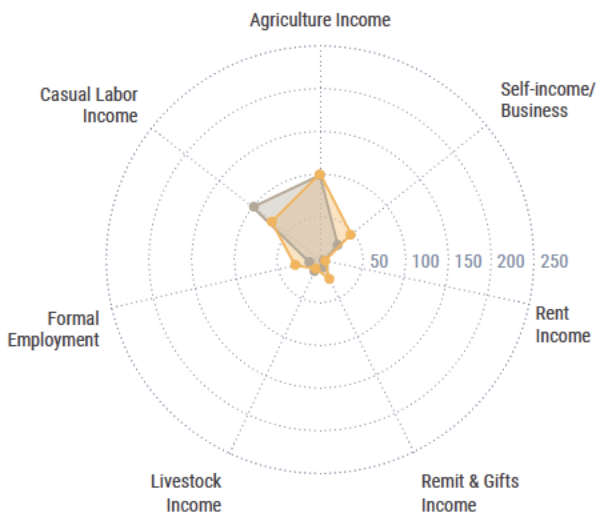 Agriculture Income
Self-income/
Business
Casual Labor
Income
50 100 150 200 250
Rent
Income
Formal
Employment
Livestock
Income
Remit & Gifts
Income